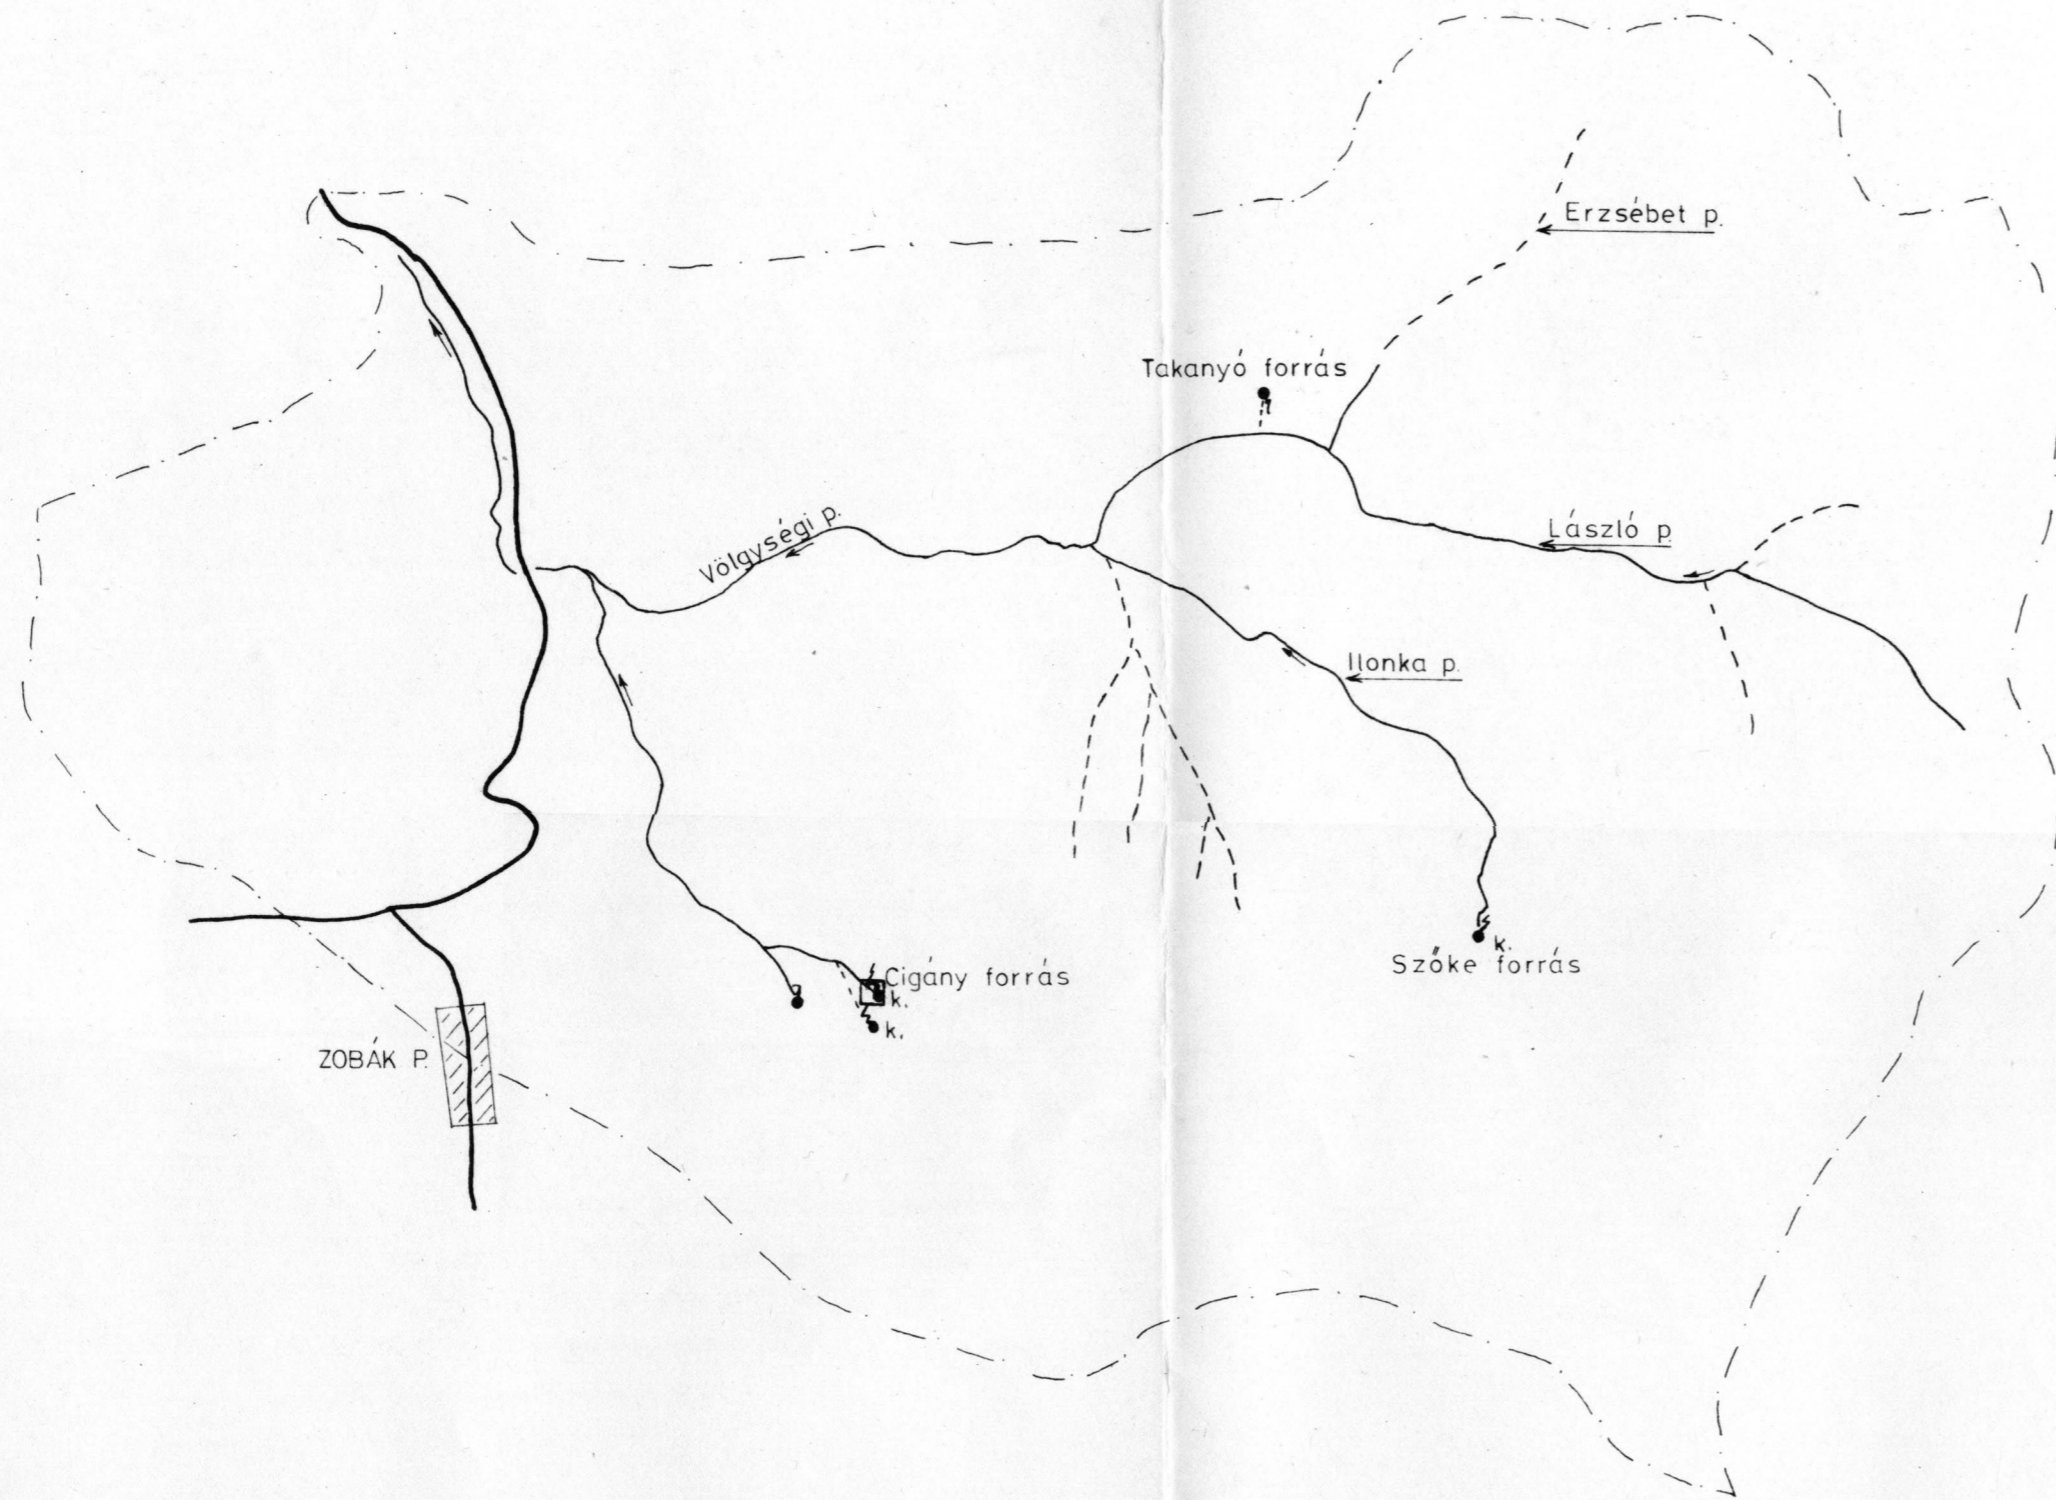 Erzsébet p.
Takanyó forrás
Völgységi p.
László p.
Ilonka p.
k.
Szőke forrás
Cigány forrás
k.
k.
ZOBÁK P.